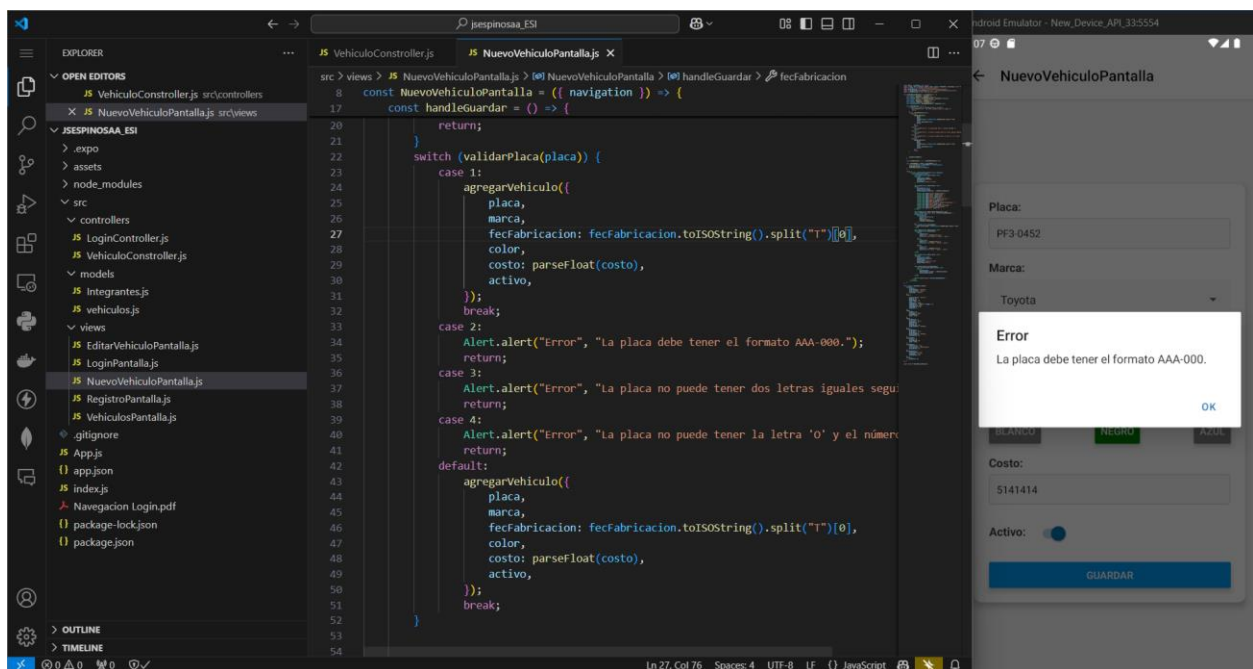 jsespinosaa_ESI
EXPLORER
OPEN EDITORS
JS VehiculoConstroller.js src\controllers
JS NuevoVehiculoPantalla.js src\views
JSESPINOSAA_ESI
.expo
assets
node_modules
src
controllers
JS LoginController.js
JS VehiculoConstroller.js
models
JS Integrantes.js
JS vehiculos.js
views
JS EditarVehiculoPantalla.js
JS LoginPantalla.js
JS NuevoVehiculoPantalla.js
JS RegistroPantalla.js
JS VehiculosPantalla.js
.gitignore
JS App.js
{} app.json
JS index.js
Navegacion Login.pdf
{} package-lock.json
{} package.json
OUTLINE
TIMELINE
JS VehiculoConstroller.js JS NuevoVehiculoPantalla.js
src > views > JS NuevoVehiculoPantalla.js > NuevoVehiculoPantalla > handleGuardar > fecFabricacion
8 const NuevoVehiculoPantalla = ({ navigation }) => {
17 const handleGuardar = () => {
20 return;
21 }
22 switch (validarPlaca(placa)) {
23 case 1:
24 agregarVehiculo({
25 placa,
26 marca,
27 fecFabricacion: fecFabricacion.toISOString().split("T")[0],
28 color,
29 costo: parseFloat(costo),
30 activo,
31 });
32 break;
33 case 2:
34 Alert.alert("Error", "La placa debe tener el formato AAA-000.");
35 return;
36 case 3:
37 Alert.alert("Error", "La placa no puede tener dos letras iguales segui
38 return;
39 case 4:
40 Alert.alert("Error", "La placa no puede tener la letra 'O' y el número
41 return;
42 default:
43 agregarVehiculo({
44 placa,
45 marca,
46 fecFabricacion: fecFabricacion.toISOString().split("T")[0],
47 color,
48 costo: parseFloat(costo),
49 activo,
50 });
51 break;
52 }
53
54
0 0 0 Ln 27, Col 76 Spaces: 4 UTF-8 LF {} JavaScript
ndroid Emulator - New_Device_API_33:5554
07
NuevoVehiculoPantalla
Placa:
PF3-0452
Marca:
Toyota
Error
La placa debe tener el formato AAA-000.
OK
BLANCO NEGRO AZUL
Costo:
5141414
Activo:
GUARDAR